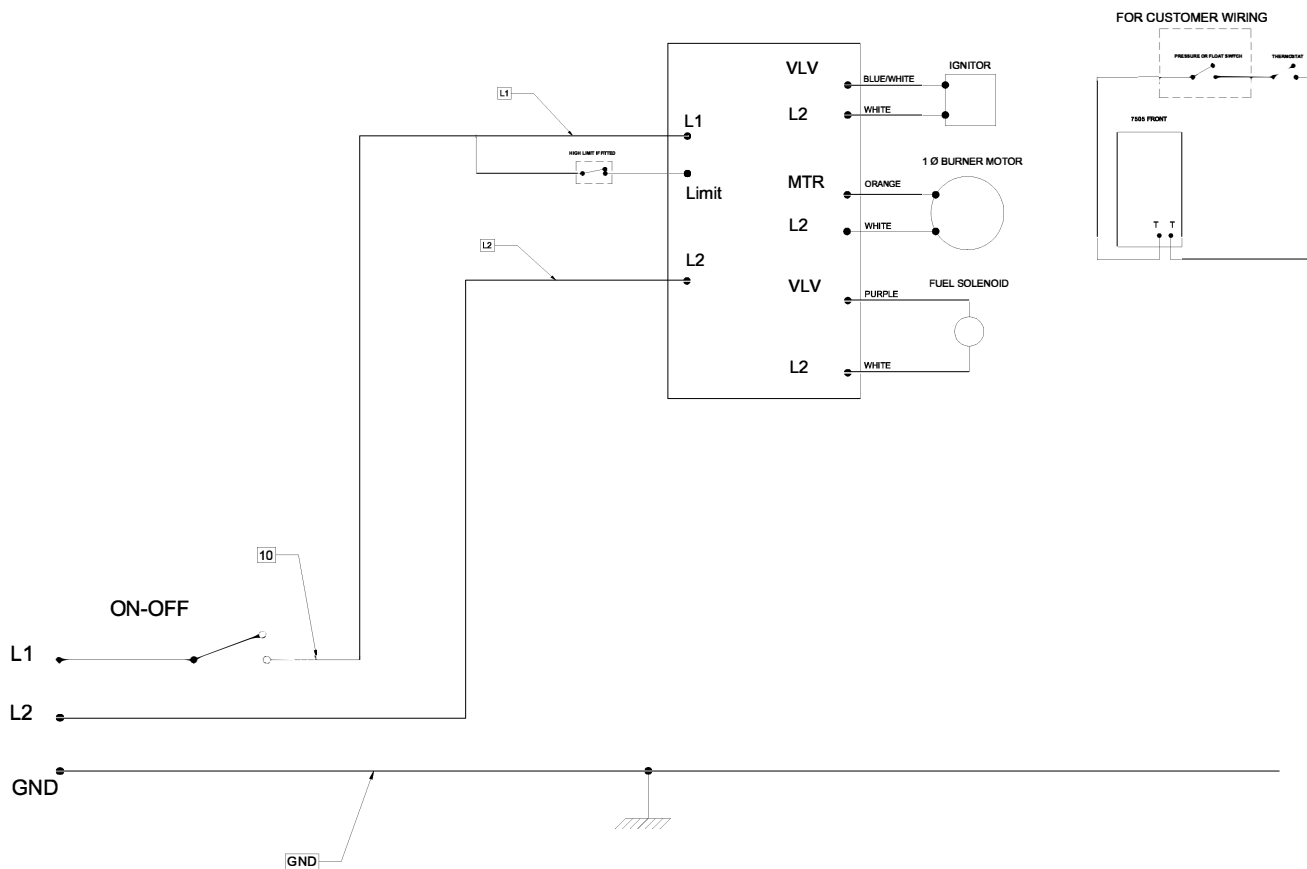 FOR CUSTOMER WIRING
PRESSURE OR FLOAT SWITCH
THERMOSTAT
7505 FRONT
T T
VLV
BLUE/WHITE
IGNITOR
L2
WHITE
L1
L1
HIGH LIMIT IF FITTED
Limit
1 Ø BURNER MOTOR
MTR
ORANGE
L2
WHITE
L2
L2
VLV
PURPLE
FUEL SOLENOID
L2
WHITE
10
ON-OFF
L1
L2
GND
GND